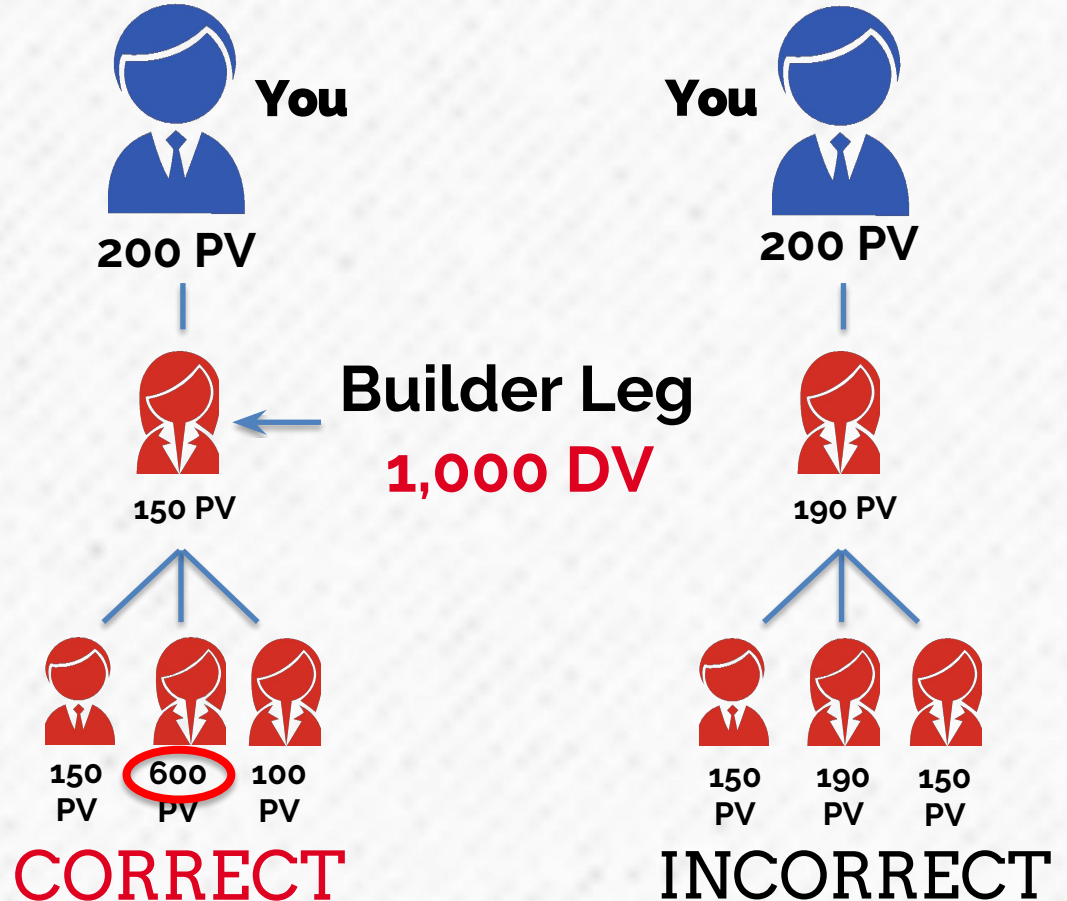 You
200 PV
150 PV
150
PV
600
PV
100
PV
CORRECT
Builder Leg
1,000 DV
You
200 PV
190 PV
150
PV
190
PV
150
PV
INCORRECT